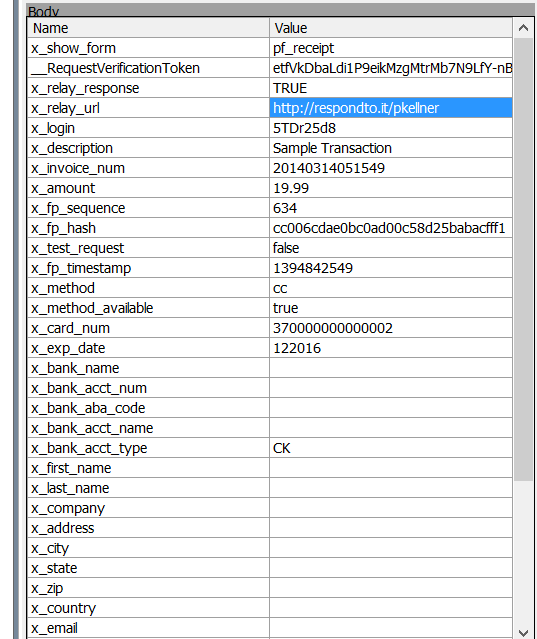 Body
Name Value
x_show_form pf_receipt
__RequestVerificationToken etfVkDbaLdi1P9eikMzgMtrMb7N9LfY-nB
x_relay_response TRUE
x_relay_url http://respondto.it/pkellner
x_login 5TDr25d8
x_description Sample Transaction
x_invoice_num 20140314051549
x_amount 19.99
x_fp_sequence 634
x_fp_hash cc006cdae0bc0ad00c58d25babacfff1
x_test_request false
x_fp_timestamp 1394842549
x_method cc
x_method_available true
x_card_num 370000000000002
x_exp_date 122016
x_bank_name
x_bank_acct_num
x_bank_aba_code
x_bank_acct_name
x_bank_acct_type CK
x_first_name
x_last_name
x_company
x_address
x_city
x_state
x_zip
x_country
x_email